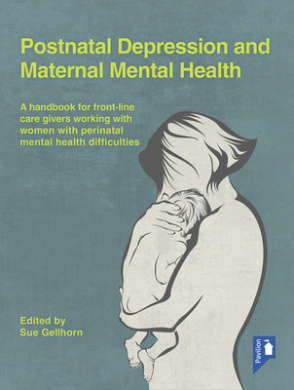 Postnatal Depression and
Maternal Mental Health
A handbook for front-line
care givers working with
women with perinatal
mental health difficulties
Edited by
Sue Gellhorn
Pavilion